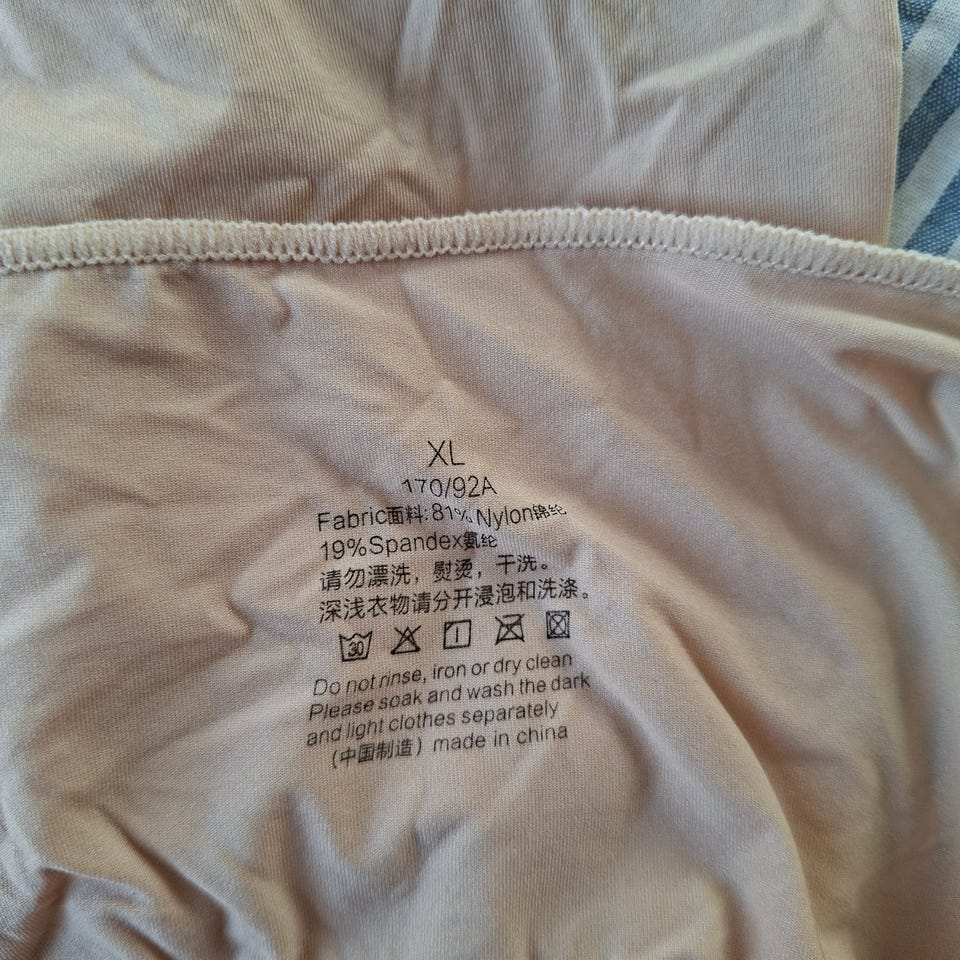 XL
170/92A
Fabric面料:81%Nylon锦纶
19%Spandex氨纶
请勿漂洗，熨烫，干洗。
深浅衣物请分开浸泡和洗涤。
30
Do not rinse, iron or dry clean
Please soak and wash the dark
and light clothes separately
(中国制造) made in china